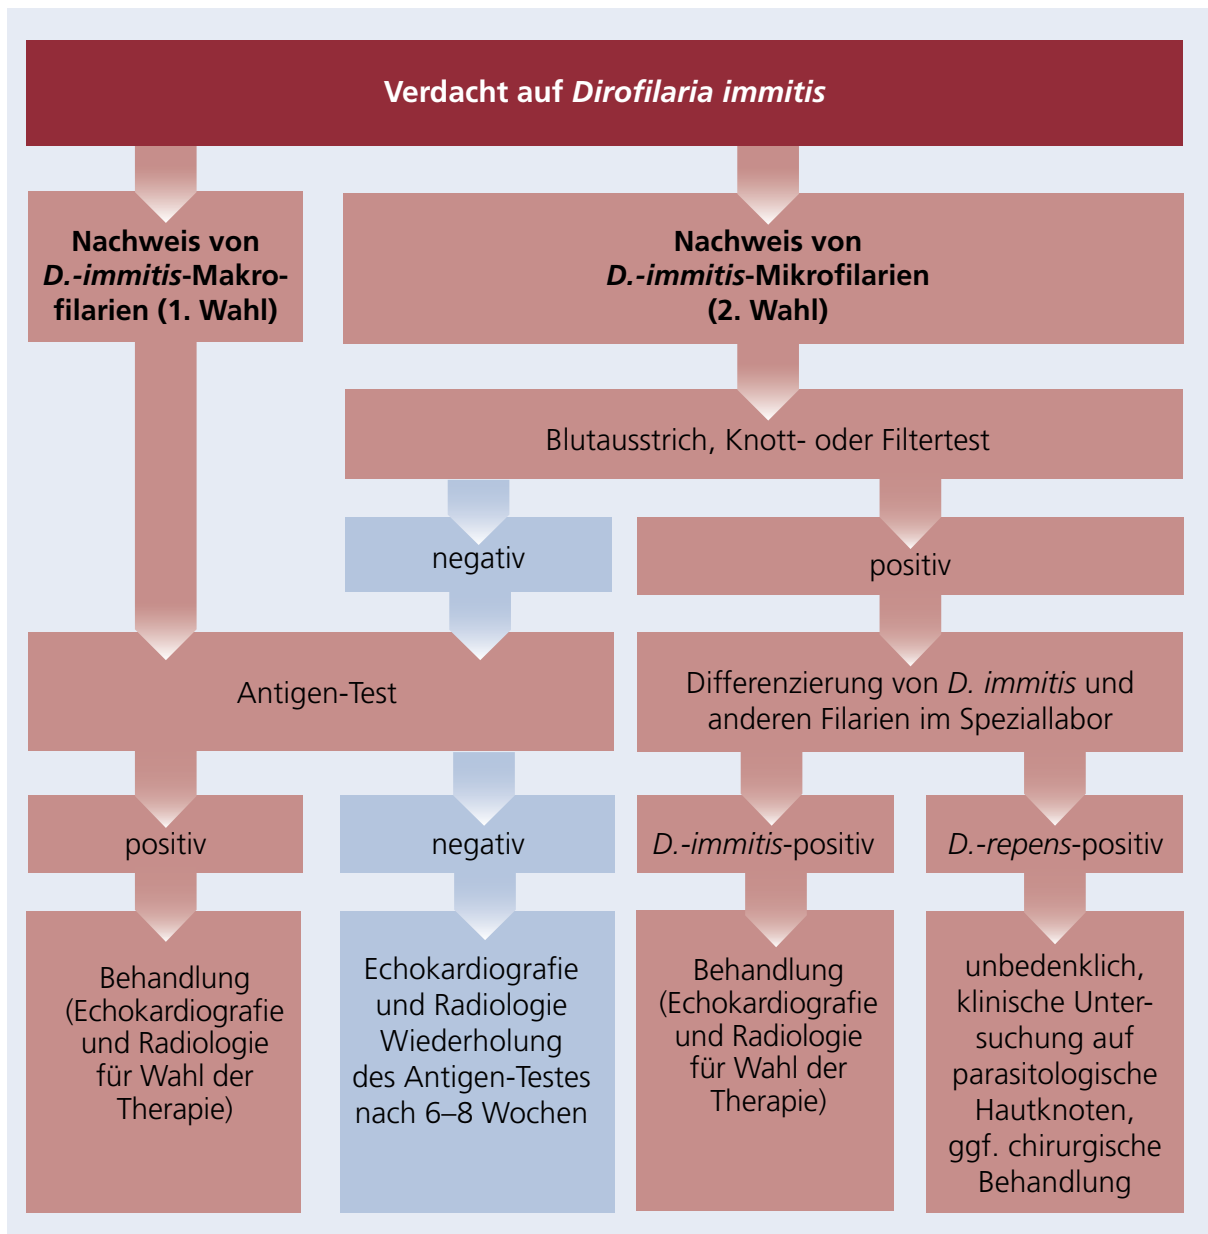 Verdacht auf Dirofilaria immitis
Nachweis von
D.-immitis-Makro-
filarien (1. Wahl)
Nachweis von
D.-immitis-Mikrofilarien
(2. Wahl)
Blutausstrich, Knott- oder Filtertest
negativ
positiv
Antigen-Test
Differenzierung von D. immitis und
anderen Filarien im Speziallabor
positiv
negativ
D.-immitis-positiv
D.-repens-positiv
Behandlung
(Echokardiografie
und Radiologie
für Wahl der
Therapie)
Echokardiografie
und Radiologie
Wiederholung
des Antigen-Testes
nach 6–8 Wochen
Behandlung
(Echokardiografie
und Radiologie
für Wahl der
Therapie)
unbedenklich,
klinische Unter-
suchung auf
parasitologische
Hautknoten,
ggf. chirurgische
Behandlung